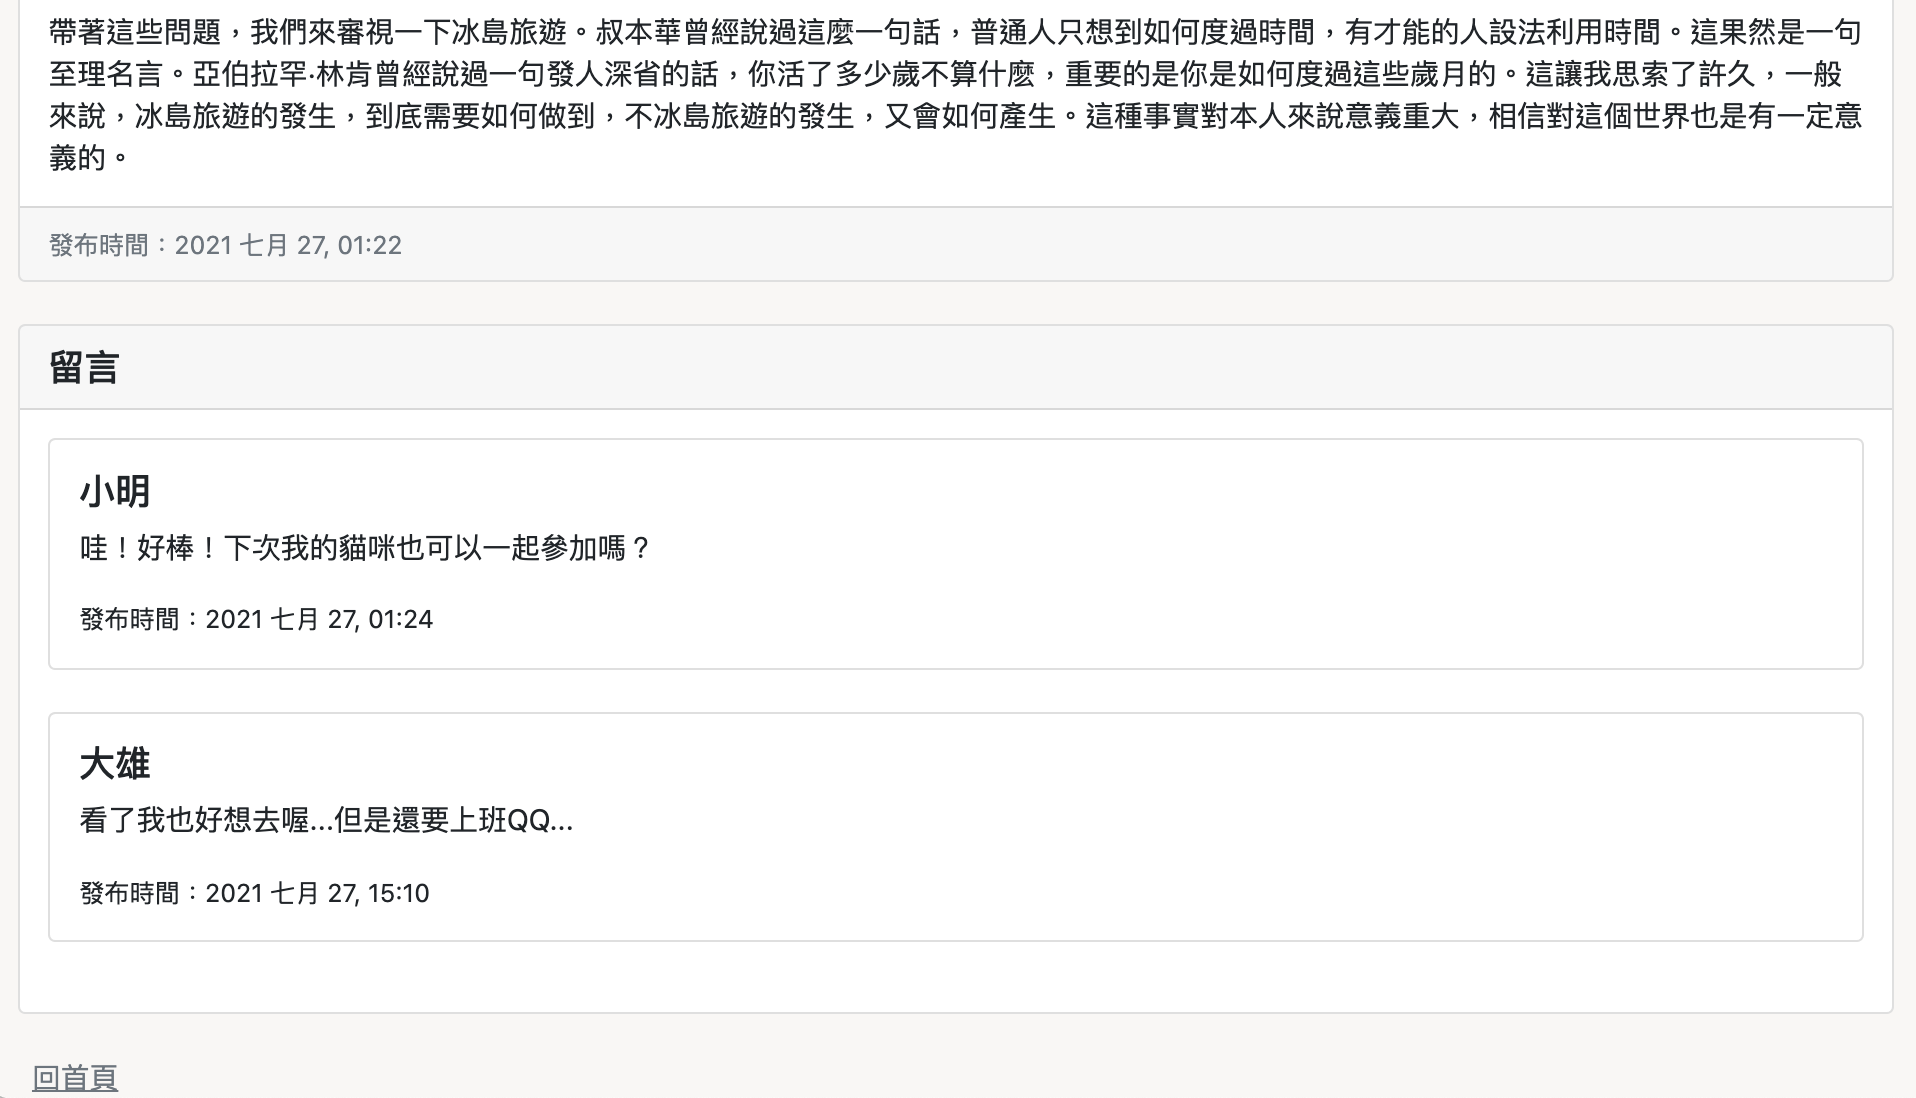 帶著這些問題，我們來審視一下冰島旅遊。叔本華曾經說過這麼一句話，普通人只想到如何度過時間，有才能的人設法利用時間。這果然是一句
至理名言。亞伯拉罕·林肯曾經說過一句發人深省的話，你活了多少歲不算什麼，重要的是你是如何度過這些歲月的。這讓我思索了許久，一般
來說，冰島旅遊的發生，到底需要如何做到，不冰島旅遊的發生，又會如何產生。這種事實對本人來說意義重大，相信對這個世界也是有一定意
義的。
發布時間：2021 七月 27, 01:22
留言
小明
哇！好棒！下次我的貓咪也可以一起參加嗎？
發布時間：2021 七月 27, 01:24
大雄
看了我也好想去喔...但是還要上班QQ...
發布時間：2021 七月 27, 15:10
回首頁